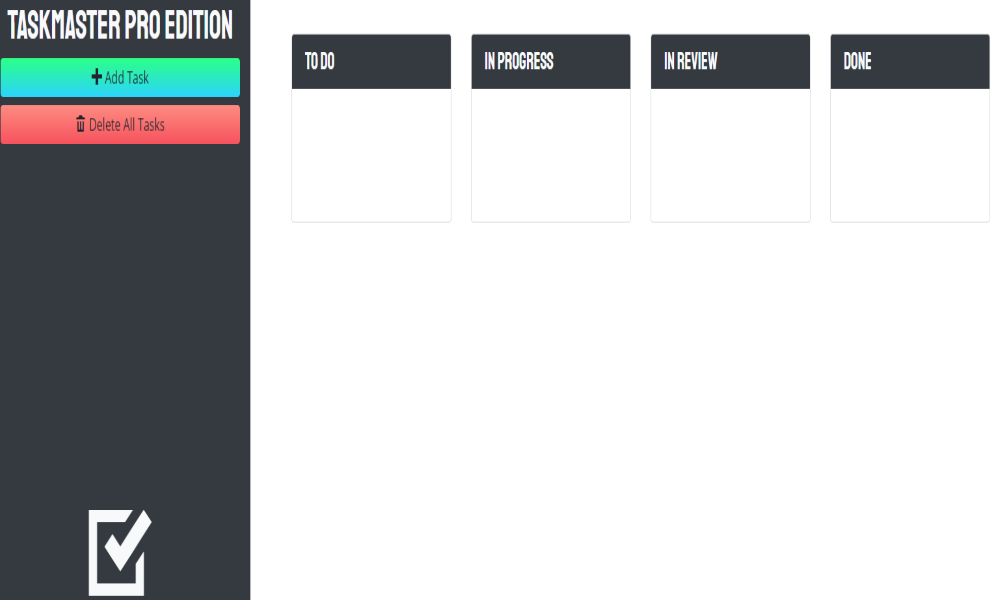 TASKMASTER PRO EDITION
Add Task
Delete All Tasks
TO DO
IN PROGRESS
IN REVIEW
DONE